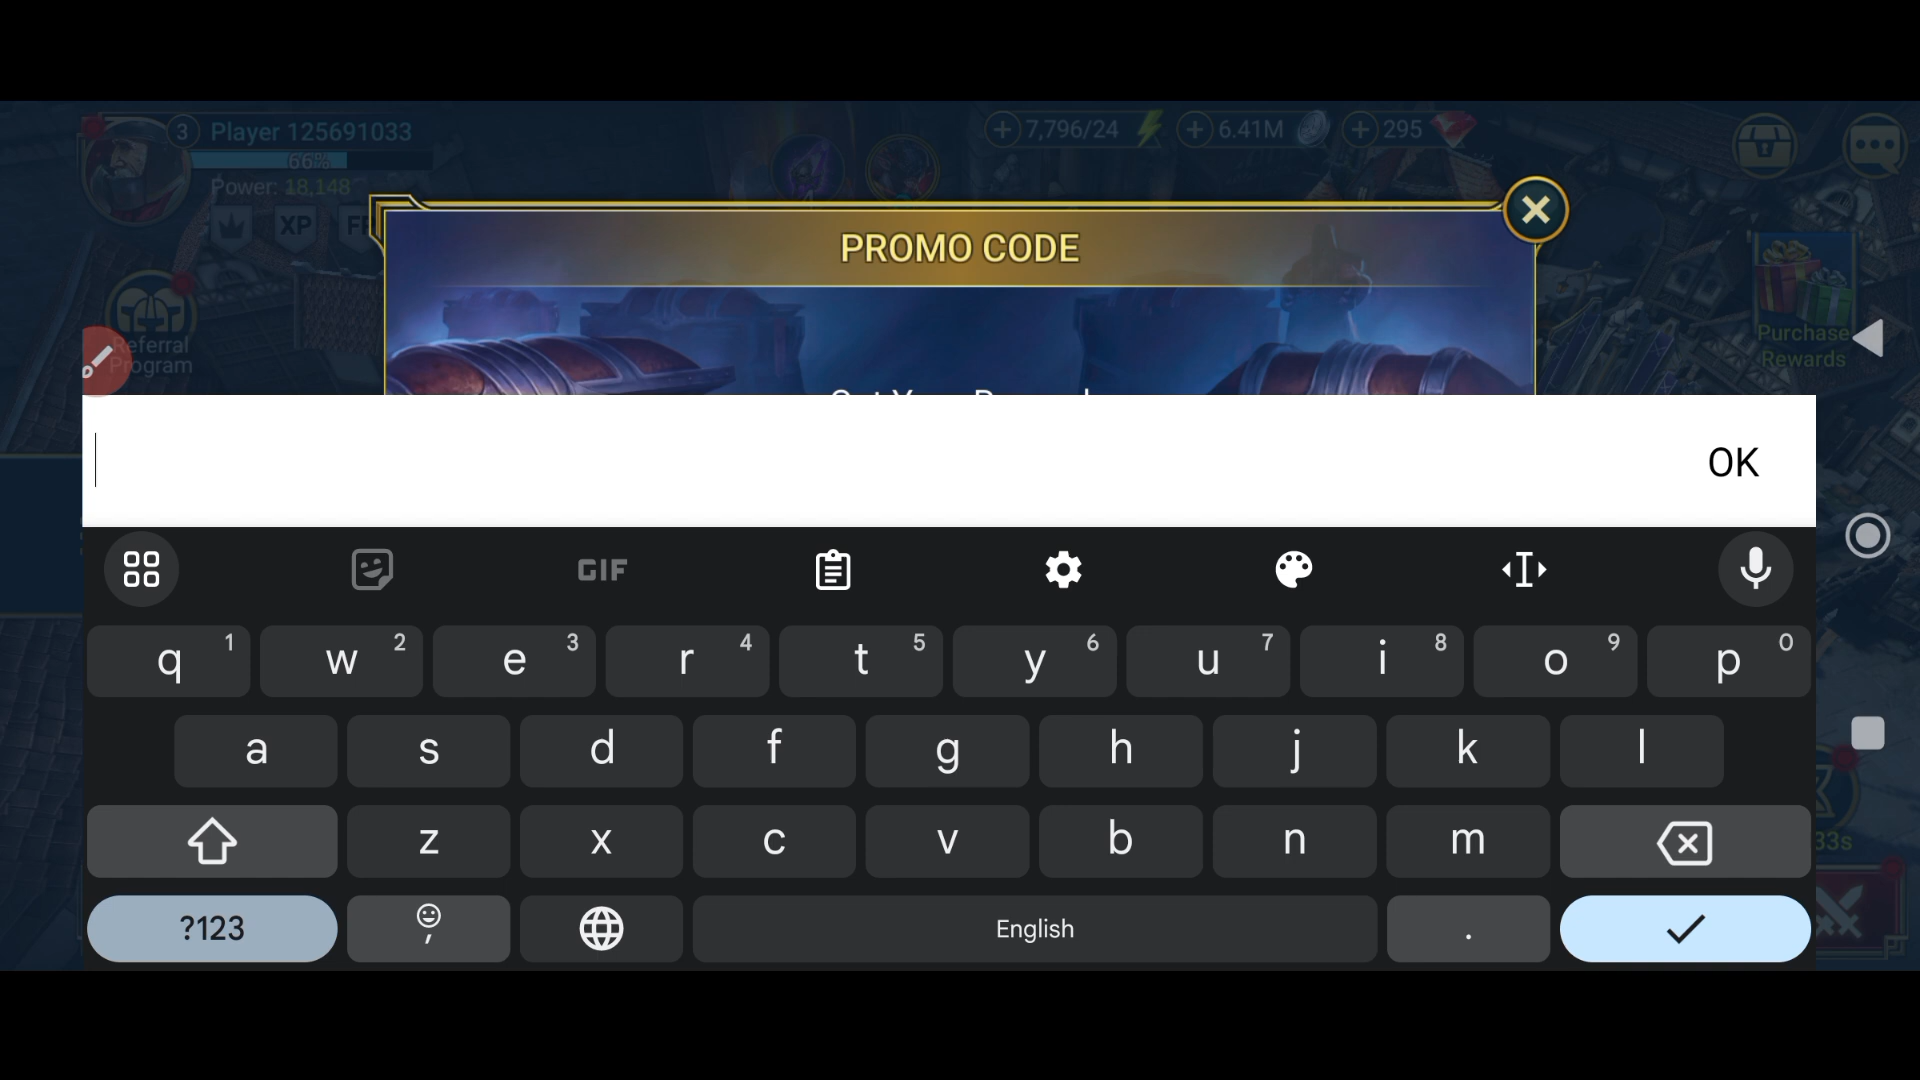 3 Player 125691033
66%
Power: 18,148
XP
+ 7,796/24
+ 6.41M
+ 295
PROMO CODE
Referral
Program
Purchase
Rewards
OK
GIF
q 1 w 2 e 3 r 4 t 5 y 6 u 7 i 8 o 9 p 0
a s d f g h j k l
z x c v b n m
33s
?123 , English .